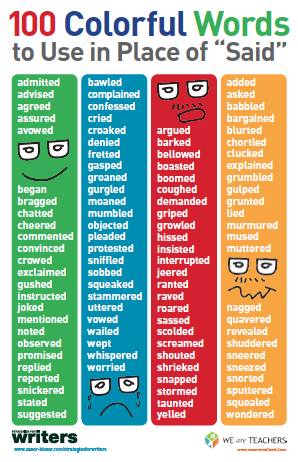 100 Colorful Words
to Use in Place of “Said”
admitted
advised
agreed
assured
avowed
began
bragged
chatted
cheered
commented
convinced
crowed
exclaimed
gushed
instructed
joked
mentioned
noted
observed
promised
replied
reported
snickered
stated
suggested
bawled
complained
confessed
cried
croaked
denied
fretted
gasped
groaned
gurgled
moaned
mumbled
objected
pleaded
protested
sniffled
sobbed
squeaked
stammered
uttered
vowed
wailed
wept
whispered
worried
argued
barked
bellowed
boasted
boomed
coughed
demanded
griped
growled
hissed
insisted
interrupted
jeered
ranted
raved
roared
sassed
scolded
screamed
shouted
shrieked
snapped
stormed
taunted
yelled
added
asked
babbled
bargained
blurted
chortled
clucked
explained
grumbled
gulped
grunted
lied
murmured
mused
muttered
nagged
quavered
revealed
shuddered
sneered
sneezed
snorted
sputtered
squealed
wondered
writers
www.zaner-bloser.com/strategiesforwriters
WE are TEACHERS